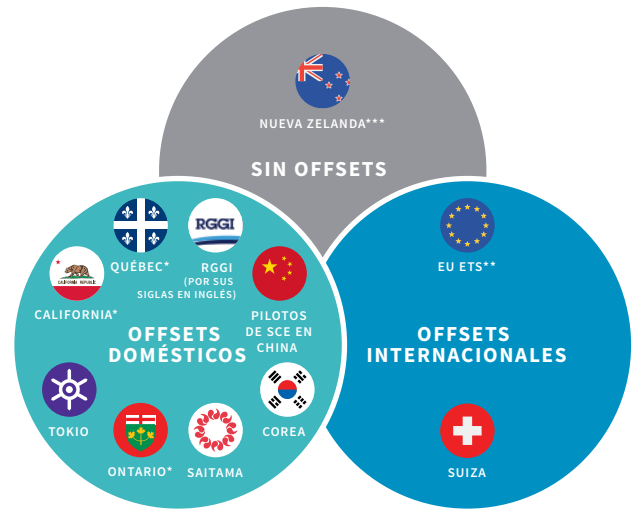 NUEVA ZELANDA***
SIN OFFSETS
QUÉBEC*
RGGI
RGGI
(POR SUS
SIGLAS EN INGLÉS)
CALIFORNIA REPUBLIC
CALIFORNIA*
PILOTOS
DE SCE EN
CHINA
OFFSETS
DOMÉSTICOS
TOKIO
ONTARIO*
SAITAMA
COREA
EU ETS**
OFFSETS
INTERNACIONALES
SUIZA